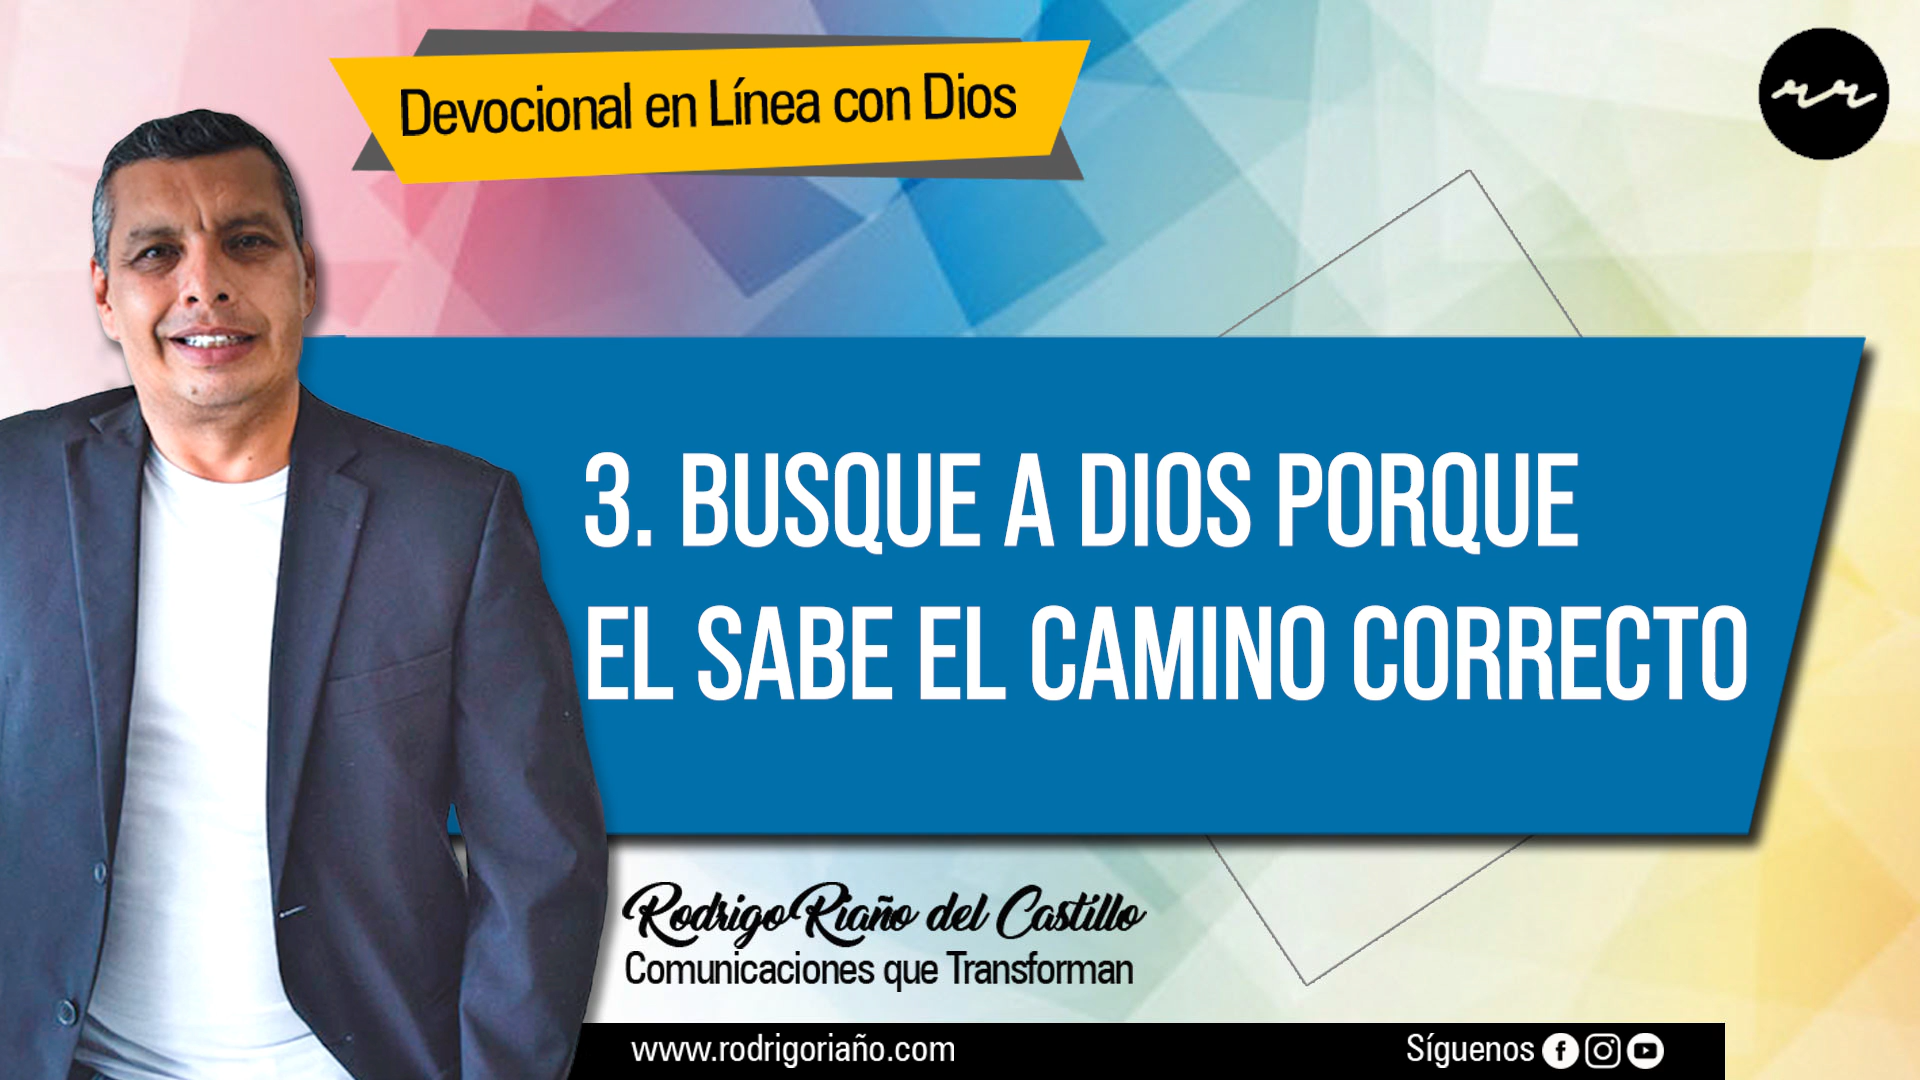 Devocional en Línea con Dios
rr
3. BUSQUE A DIOS PORQUE
EL SABE EL CAMINO CORRECTO
Rodrigo Riaño del Castillo
Comunicaciones que Transforman
www.rodrigoriaño.com
Síguenos